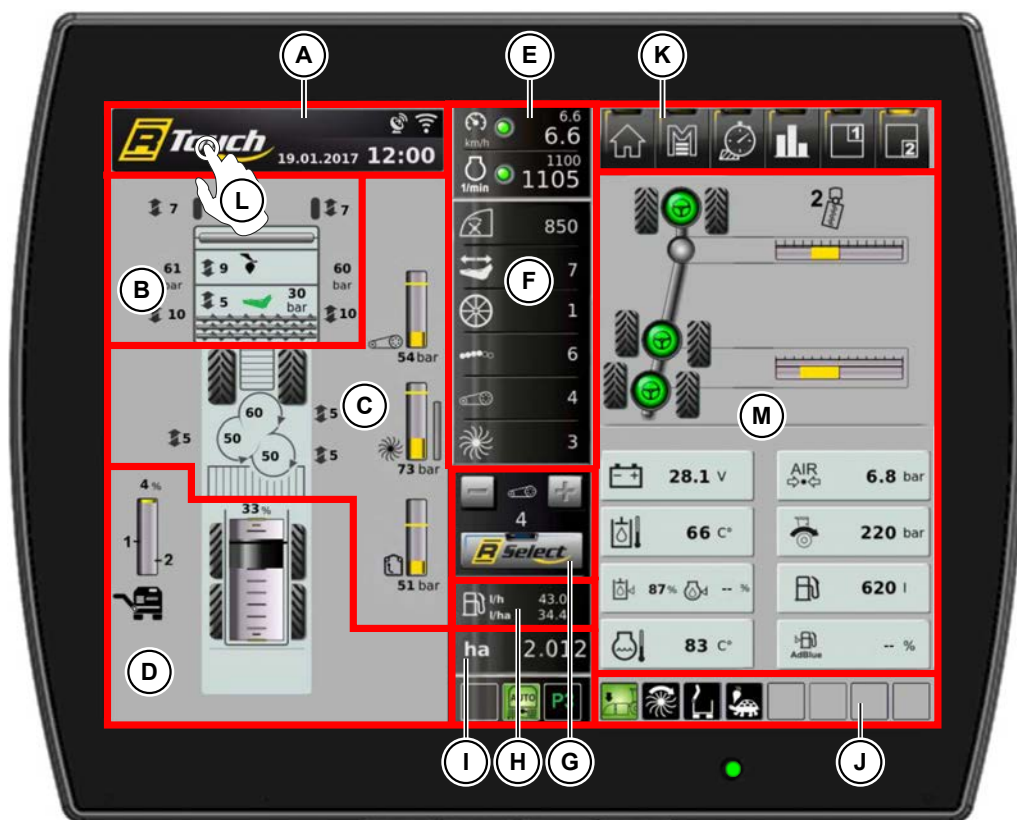 A
E
K
R Touch
19.01.2017 12:00
L
km/h
6.6
6.6
1/min
1100
1105
1
2
7
7
61
bar
9
60
bar
B
5
30
bar
10
10
54 bar
C
60
50
50
5
5
5
73 bar
850
F
7
1
6
4
3
2
M
4 %
1
2
33 %
51 bar
D
4
R Select
l/h 43.0
l/ha 34.4
ha 2.012
AUTO
28.1 V
AIR 6.8 bar
66 C°
220 bar
87 % -- %
620 l
83 C°
AdBlue -- %
I
H
G
J